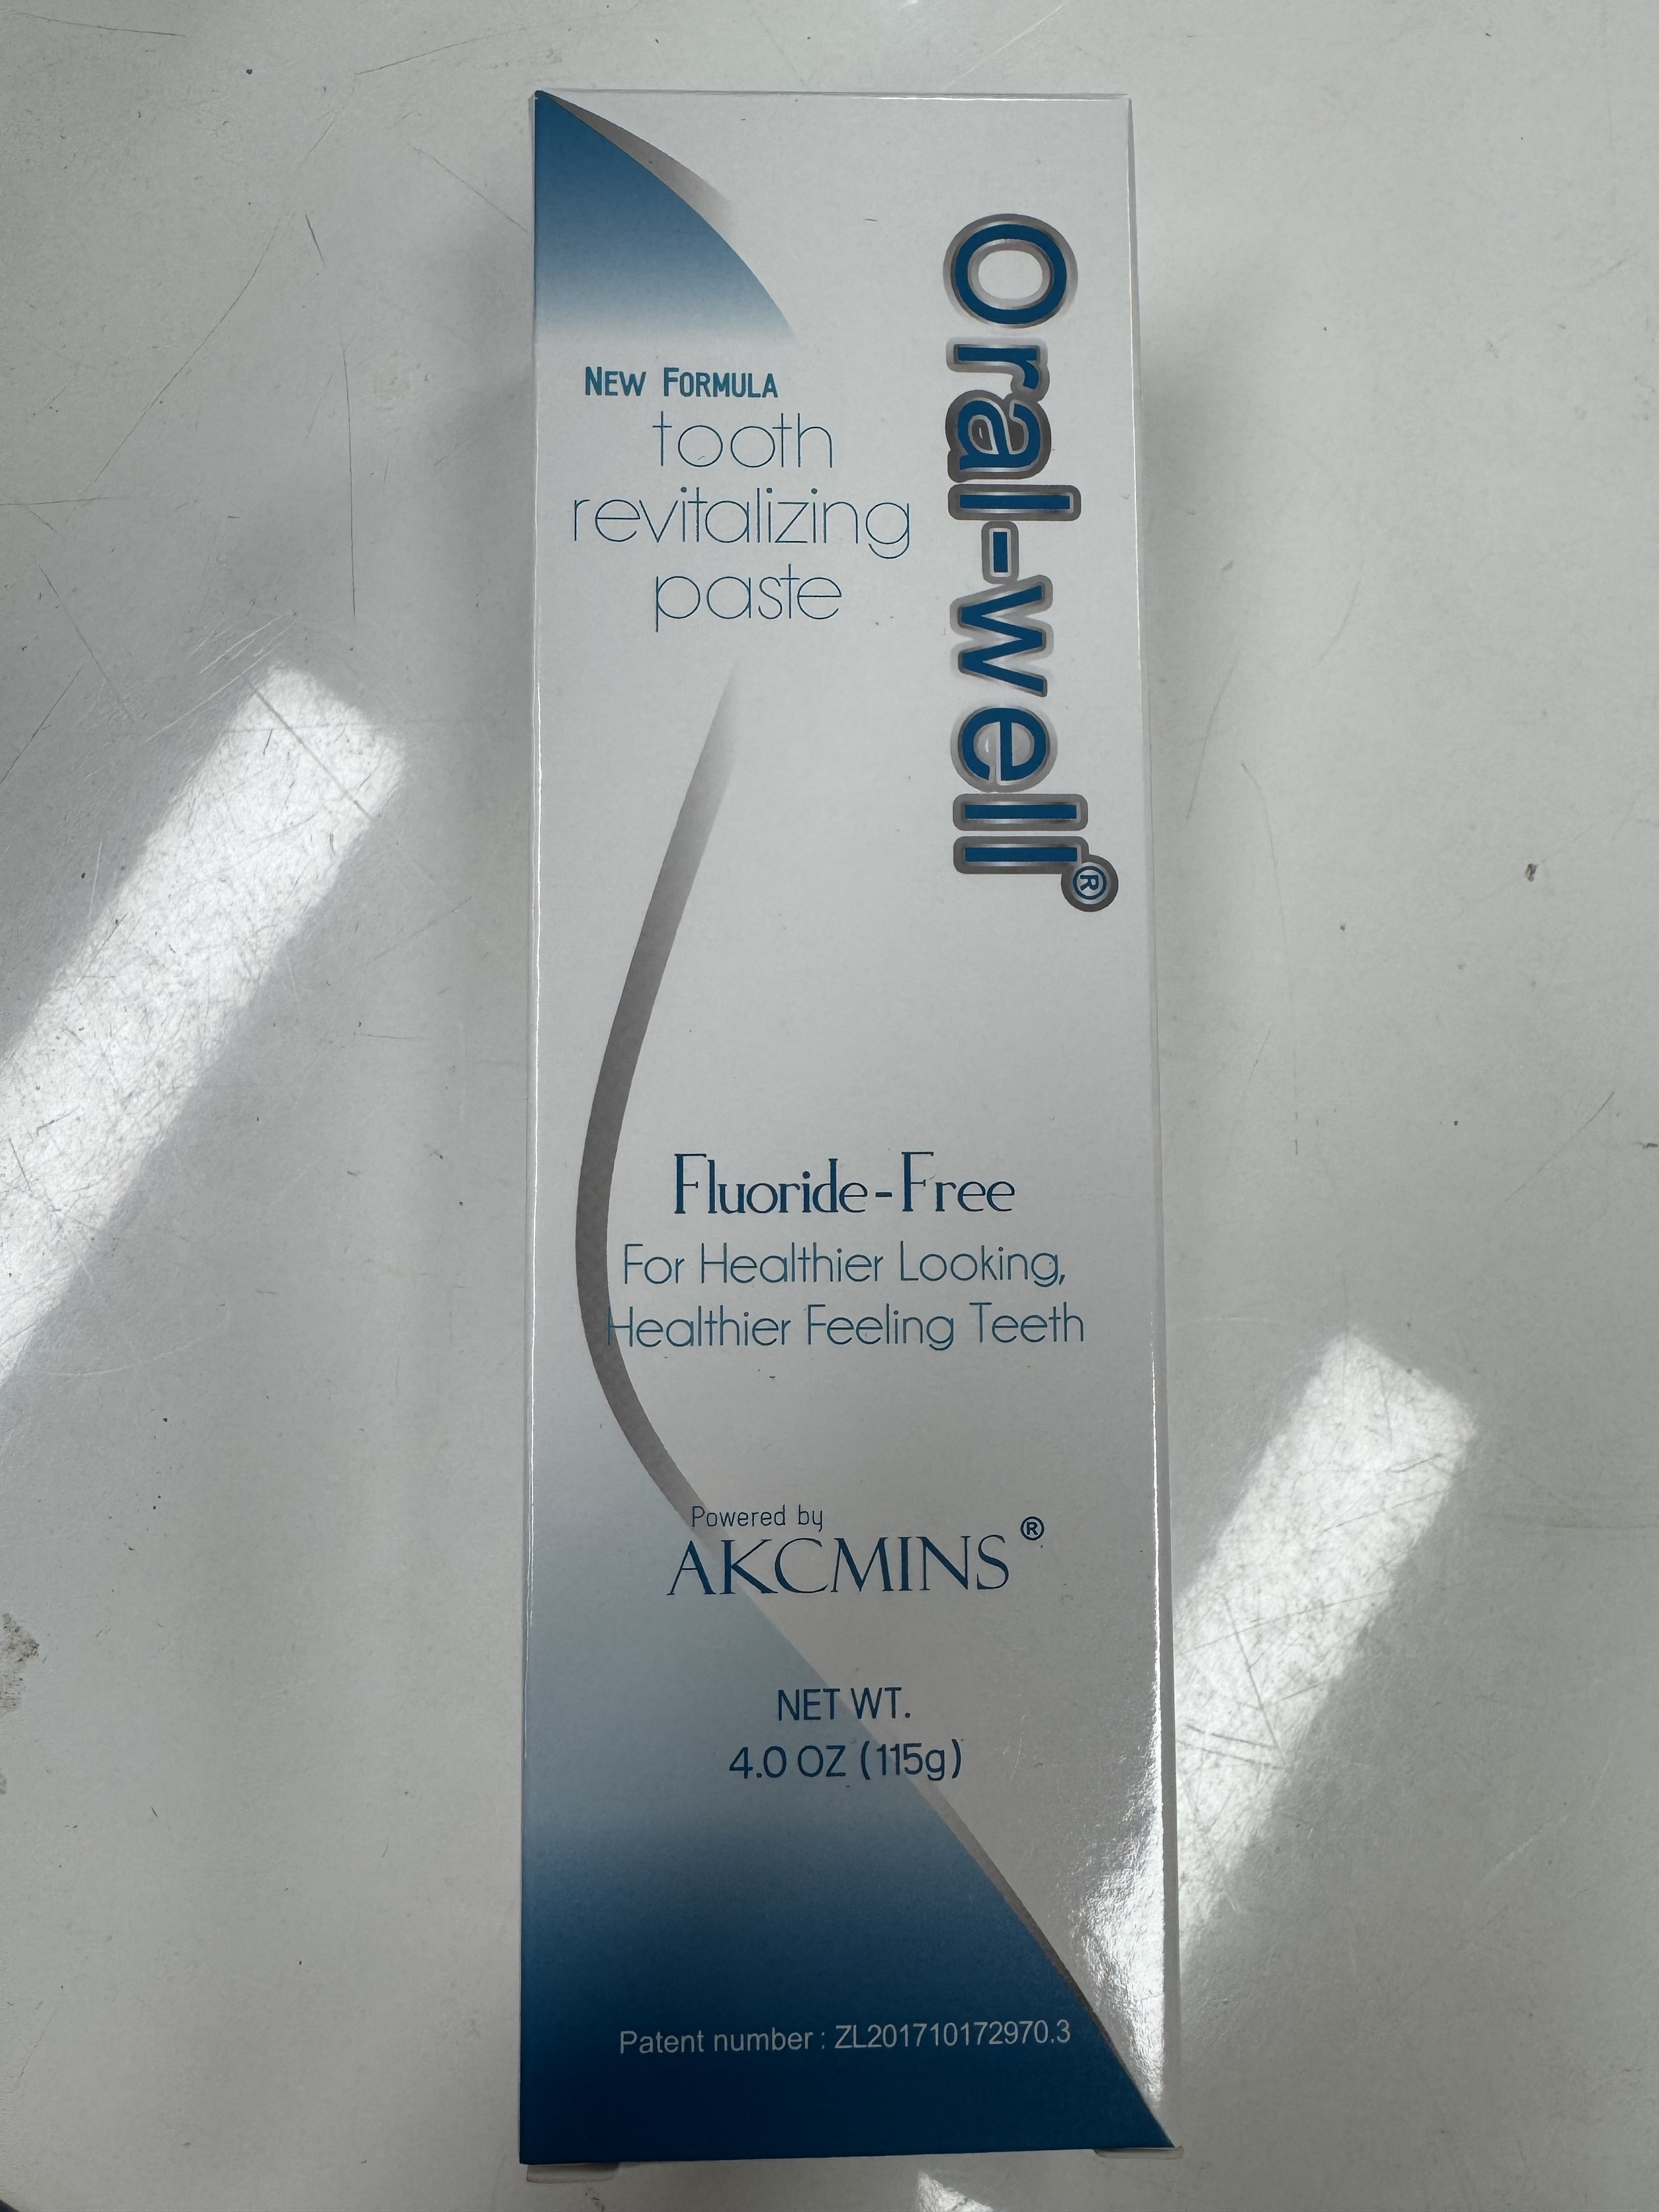 Oral-well®
NEW FORMULA
tooth
revitalizing
paste
Fluoride-Free
For Healthier Looking,
Healthier Feeling Teeth
Powered by
AKCMINS®
NET WT.
4.0 OZ (115g)
Patent number : ZL201710172970.3